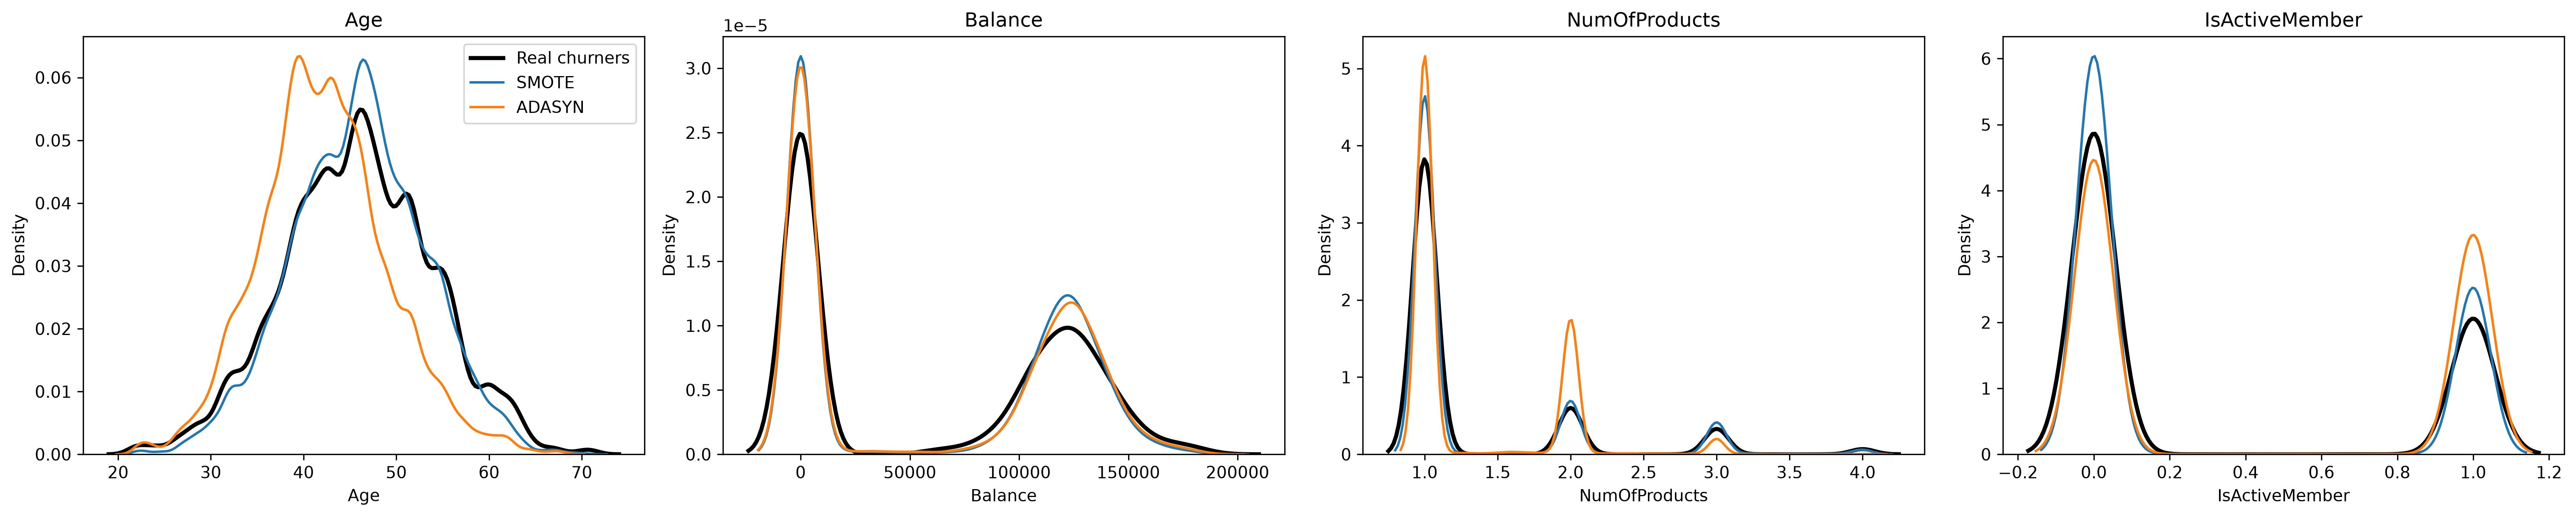 Age
Density
0.06
0.05
0.04
0.03
0.02
0.01
0.00
Real churners
SMOTE
ADASYN
20 30 40 50 60 70
Age
Balance
1e−5
Density
3.0
2.5
2.0
1.5
1.0
0.5
0.0
0 50000 100000 150000 200000
Balance
NumOfProducts
Density
5
4
3
2
1
0
1.0 1.5 2.0 2.5 3.0 3.5 4.0
NumOfProducts
IsActiveMember
Density
6
5
4
3
2
1
0
−0.2 0.0 0.2 0.4 0.6 0.8 1.0 1.2
IsActiveMember